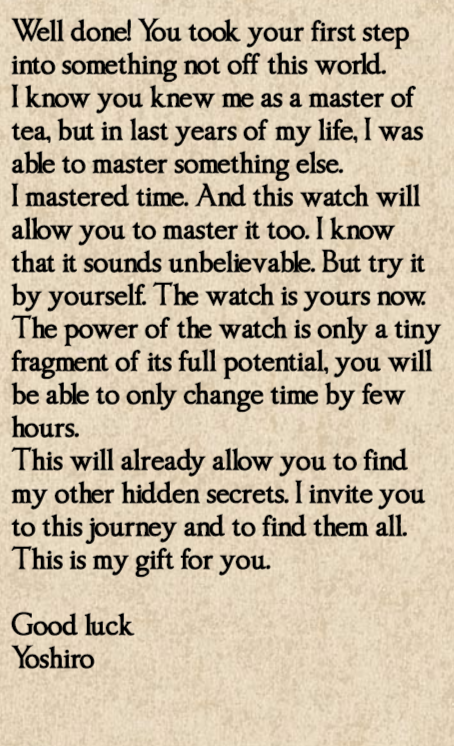 Well done! You took your first step
into something not off this world.
I know you knew me as a master of
tea, but in last years of my life, I was
able to master something else.
I mastered time. And this watch will
allow you to master it too. I know
that it sounds unbelievable. But try it
by yourself. The watch is yours now.
The power of the watch is only a tiny
fragment of its full potential, you will
be able to only change time by few
hours.
This will already allow you to find
my other hidden secrets. I invite you
to this journey and to find them all.
This is my gift for you.

Good luck
Yoshiro